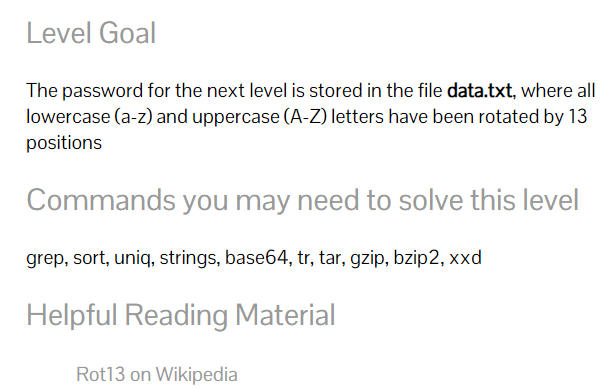 Level Goal
The password for the next level is stored in the file data.txt, where all
lowercase (a-z) and uppercase (A-Z) letters have been rotated by 13
positions
Commands you may need to solve this level
grep, sort, uniq, strings, base64, tr, tar, gzip, bzip2, xxd
Helpful Reading Material
Rot13 on Wikipedia